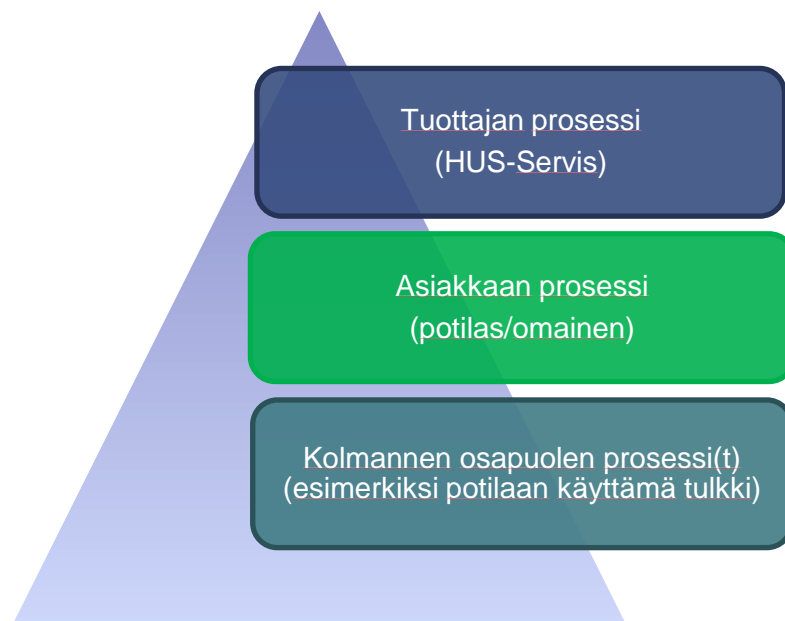 Tuottajan prosessi
(HUS-Servis)
Asiakkaan prosessi
(potilas/omainen)
Kolmannen osapuolen prosessi(t)
(esimerkiksi potilaan käyttämä tulkki)